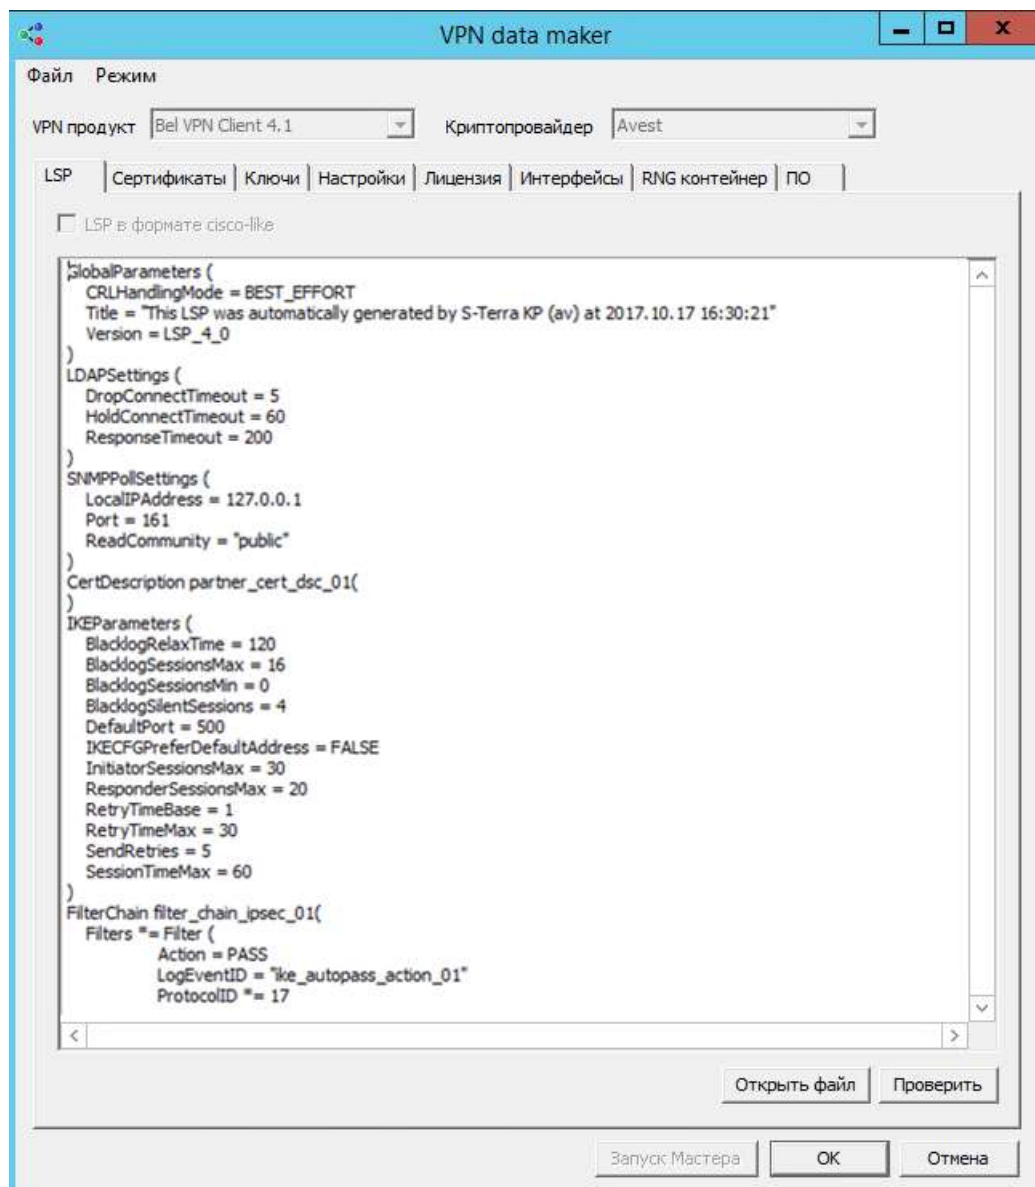 VPN data maker
Файл Режим
VPN продукт Bel VPN Client 4.1 Криптопровайдер Avest
LSP Сертификаты Ключи Настройки Лицензия Интерфейсы RNG контейнер ПО
LSP в формате cisco-like
GlobalParameters (
CRLHandlingMode = BEST_EFFORT
Title = "This LSP was automatically generated by S-Terra KP (av) at 2017.10.17 16:30:21"
Version = LSP_4_0
)
LDAPSettings (
DropConnectTimeout = 5
HoldConnectTimeout = 60
ResponseTimeout = 200
)
SNMPPollSettings (
LocalIPAddress = 127.0.0.1
Port = 161
ReadCommunity = "public"
)
CertDescription partner_cert_dsc_01(
)
IKEParameters (
BlacklogRelaxTime = 120
BlacklogSessionsMax = 16
BlacklogSessionsMin = 0
BlacklogSilentSessions = 4
DefaultPort = 500
IKECFGPreferDefaultAddress = FALSE
InitiatorSessionsMax = 30
ResponderSessionsMax = 20
RetryTimeBase = 1
RetryTimeMax = 30
SendRetries = 5
SessionTimeMax = 60
)
FilterChain filter_chain_ipsec_01(
Filters *= Filter (
Action = PASS
LogEventID = "ike_autopass_action_01"
ProtocolID *= 17
Открыть файл Проверить
Запуск Мастера OK Отмена